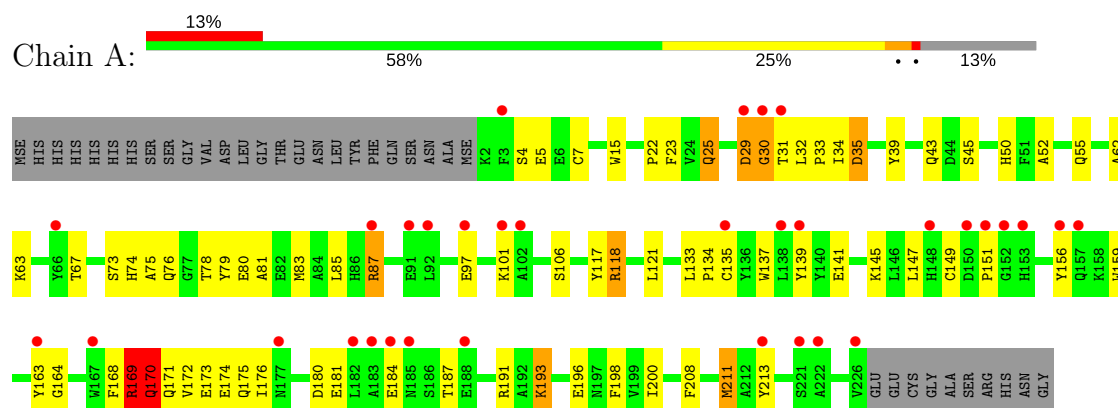 13%
Chain A:
58% 25% • • 13%
MSE HIS HIS HIS HIS HIS HIS SER SER GLY VAL ASP LEU GLY THR GLU ASN LEU TYR PHE GLN SER ASN ALA MSE K2 F3 S4 E5 E6 C7 W15 P22 F23 V24 Q25 D29 G30 T31 L32 P33 I34 D35 Y39 Q43 D44 S45 H50 F51 A52 Q55 A62
K63 Y66 T67 S73 H74 A75 Q76 G77 T78 Y79 E80 A81 E82 M83 A84 L85 H86 R87 E91 L92 E97 K101 A102 S106 Y117 R118 L121 L133 P134 C135 Y136 W137 L138 Y139 Y140 E141 K145 L146 L147 H148 C149 D150 P151 G152 H153 Y156 Q157 K158 W159
Y163 G164 W167 F168 R169 Q170 Q171 V172 E173 E174 Q175 I176 N177 D180 E181 L182 A183 E184 N185 S186 T187 E188 R191 A192 K193 E196 N197 F198 V199 I200 F208 M211 A212 Y213 S221 A222 V226 GLU GLU CYS GLY ALA SER ARG HIS ASN GLY